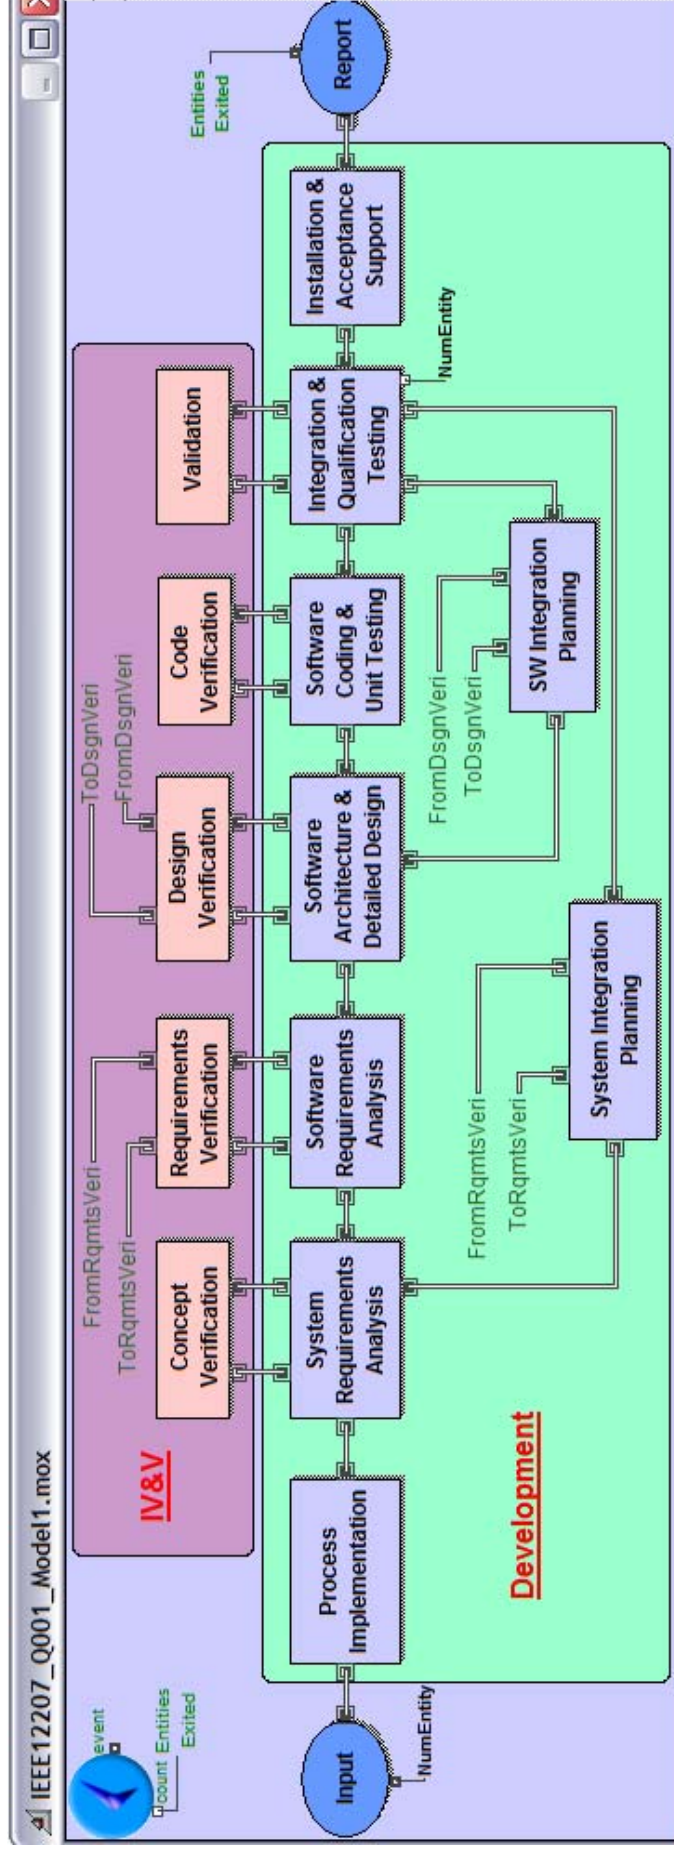 IEEE12207_Q001_Model1.mox
event
count
Entities
Exited
IV&V
FromRqmtsVeri
ToRqmtsVeri
ToDsgnVeri
FromDsgnVeri
Concept
Verification
Requirements
Verification
Design
Verification
Code
Verification
Validation
Entities
Exited
Input
NumEntity
Process
Implementation
System
Requirements
Analysis
Software
Requirements
Analysis
Software
Architecture &
Detailed Design
Software
Coding &
Unit Testing
Integration &
Qualification
Testing
NumEntity
Installation &
Acceptance
Support
Report
Development
FromRqmtsVeri
ToRqmtsVeri
System Integration
Planning
FromDsgnVeri
ToDsgnVeri
SW Integration
Planning